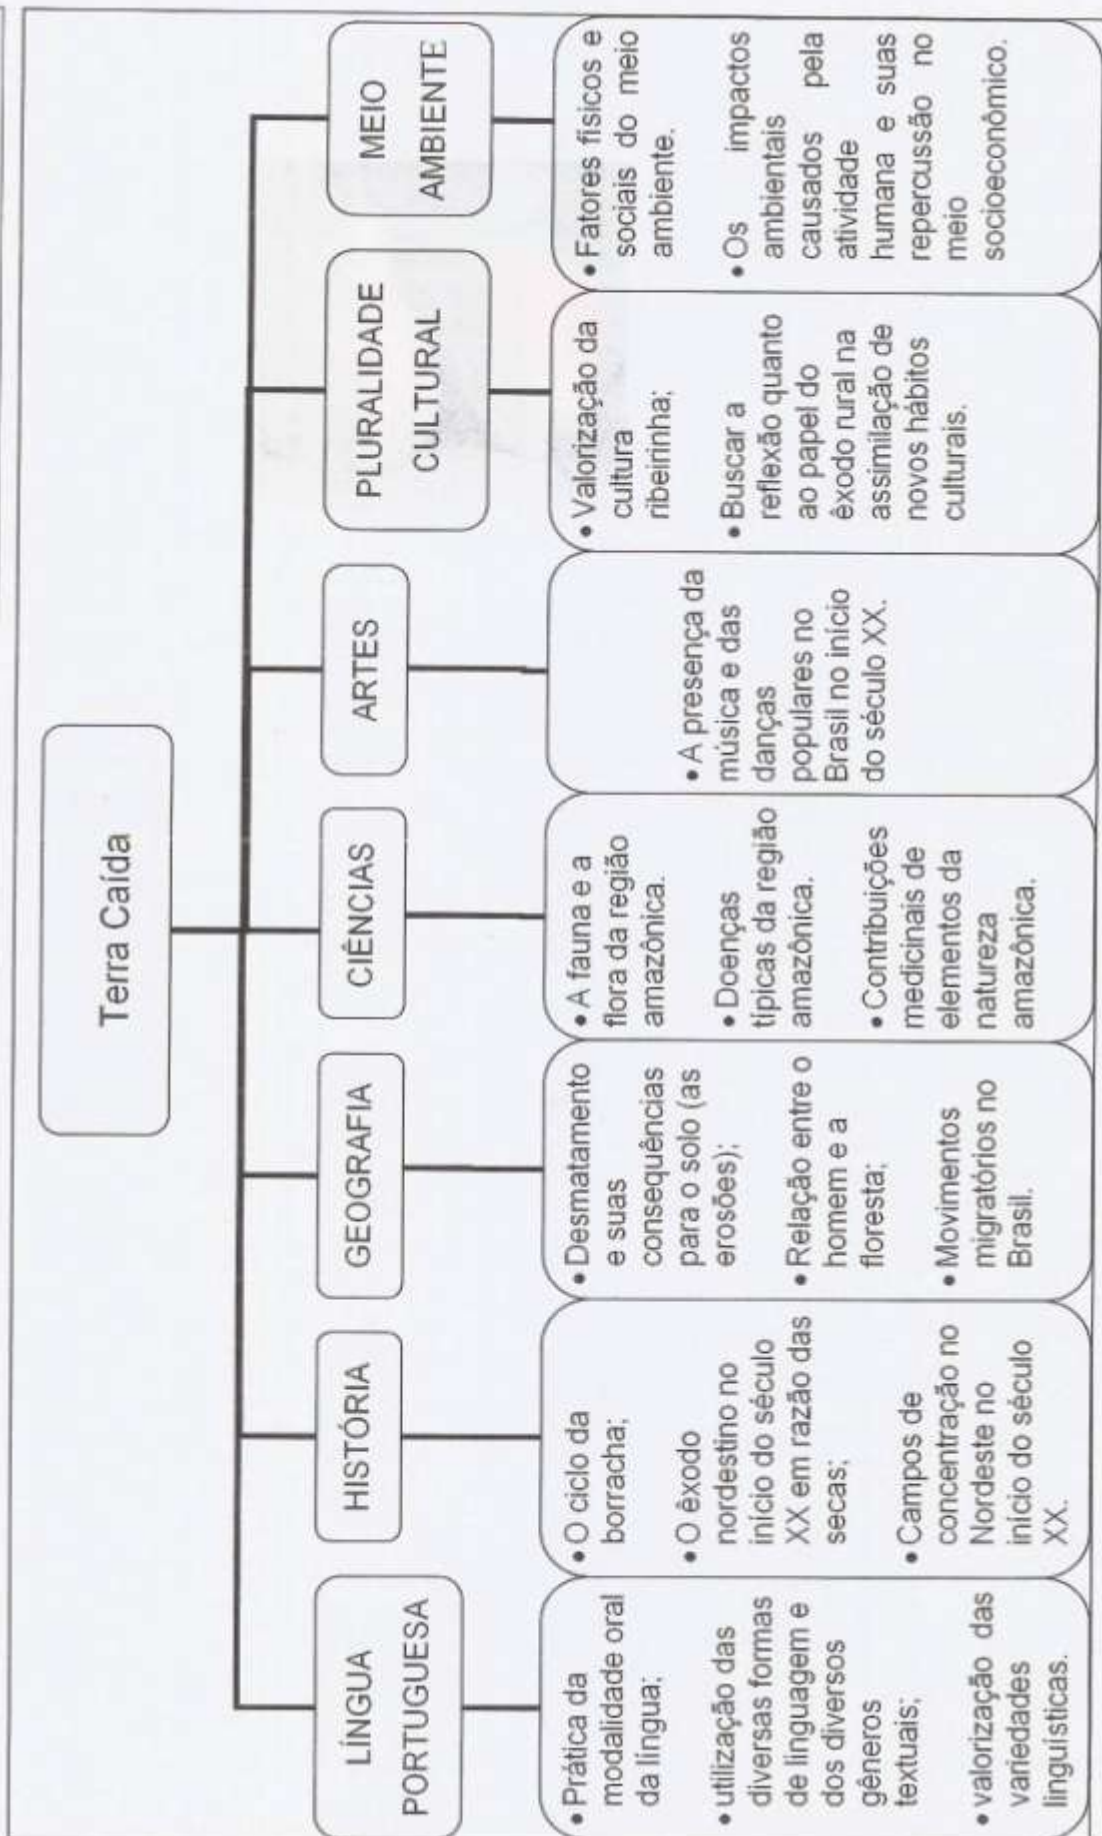 Terra Caída
LÍNGUA
PORTUGUESA
HISTÓRIA
GEOGRAFIA
CIÊNCIAS
ARTES
PLURALIDADE
CULTURAL
MEIO
AMBIENTE
• Prática da
modalidade oral
da língua;
• utilização das
diversas formas
de linguagem e
dos diversos
gêneros
textuais;
• valorização das
variedades
linguísticas.
• O ciclo da
borracha;
• O êxodo
nordestino no
início do século
XX em razão das
secas;
• Campos de
concentração no
Nordeste no
início do século
XX.
• Desmatamento
e suas
consequências
para o solo (as
erosões);
• Relação entre o
homem e a
floresta;
• Movimentos
migratórios no
Brasil.
• A fauna e a
flora da região
amazônica.
• Doenças
típicas da região
amazônica.
• Contribuições
medicinais de
elementos da
natureza
amazônica.
• A presença da
música e das
danças
populares no
Brasil no início
do século XX.
• Valorização da
cultura
ribeirinha;
• Buscar a
reflexão quanto
ao papel do
êxodo rural na
assimilação de
novos hábitos
culturais.
• Fatores físicos e
sociais do meio
ambiente.
• Os impactos
ambientais
causados pela
atividade
humana e suas
repercussão no
meio
socioeconômico.